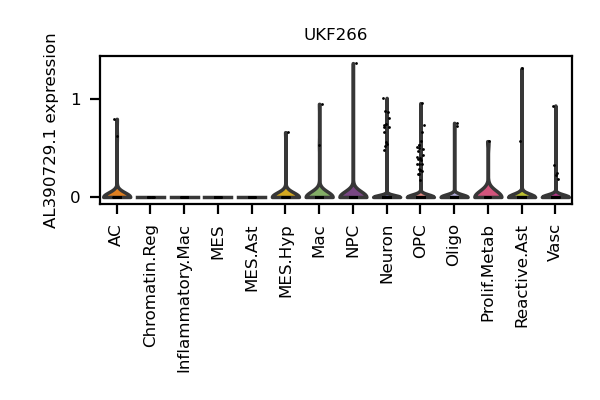 UKF266
AL390729.1 expression
1
0
AC
Chromatin.Reg
Inflammatory.Mac
MES
MES.Ast
MES.Hyp
Mac
NPC
Neuron
OPC
Oligo
Prolif.Metab
Reactive.Ast
Vasc